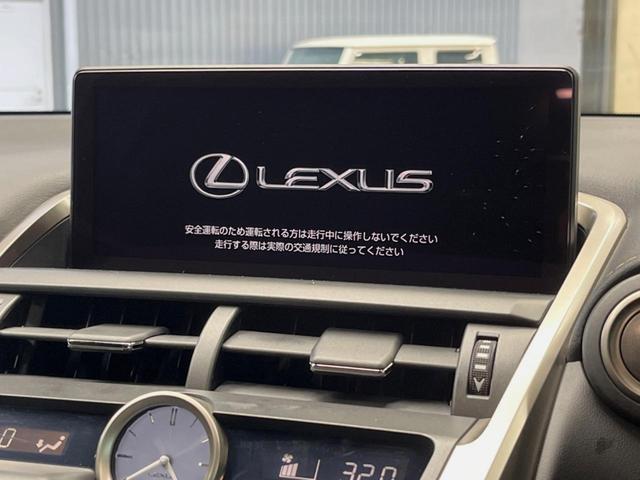 LEXUS
安全運転のため運転される方は走行中に操作しないでください
走行する際は実際の交通規制に従ってください
LEXUS
32.0